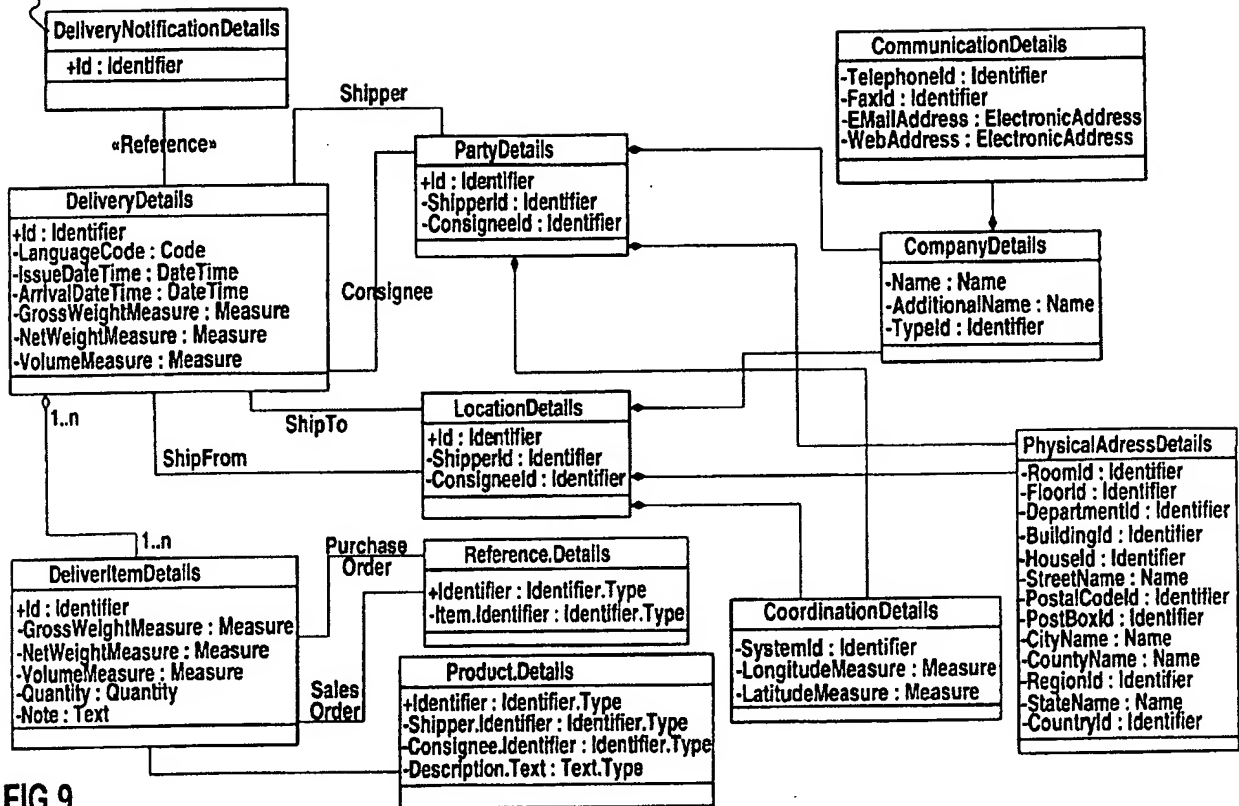 DeliveryNotificationDetails
+Id : Identifier
«Reference»
Shipper
CommunicationDetails
-TelephoneId : Identifier
-FaxId : Identifier
-EMailAddress : ElectronicAddress
-WebAddress : ElectronicAddress
PartyDetails
+Id : Identifier
-ShipperId : Identifier
-ConsigneeId : Identifier
DeliveryDetails
+Id : Identifier
-LanguageCode : Code
-IssueDateTime : DateTime
-ArrivalDateTime : DateTime
-GrossWeightMeasure : Measure
-NetWeightMeasure : Measure
-VolumeMeasure : Measure
Consignee
CompanyDetails
-Name : Name
-AdditionalName : Name
-TypeId : Identifier
1..n
ShipTo
ShipFrom
LocationDetails
+Id : Identifier
-ShipperId : Identifier
-ConsigneeId : Identifier
PhysicalAdressDetails
-RoomId : Identifier
-FloorId : Identifier
-DepartmentId : Identifier
-BuildingId : Identifier
-HouseId : Identifier
-StreetName : Name
-PostalCodeId : Identifier
-PostBoxId : Identifier
-CityName : Name
-CountyName : Name
-RegionId : Identifier
-StateName : Name
-CountryId : Identifier
1..n
DeliverItemDetails
+Id : Identifier
-GrossWeightMeasure : Measure
-NetWeightMeasure : Measure
-VolumeMeasure : Measure
-Quantity : Quantity
-Note : Text
Purchase
Order
Sales
Order
Reference.Details
+Identifier : Identifier.Type
-Item.Identifier : Identifier.Type
CoordinationDetails
-SystemId : Identifier
-LongitudeMeasure : Measure
-LatitudeMeasure : Measure
Product.Details
+Identifier : Identifier.Type
-Shipper.Identifier : Identifier.Type
-Consignee.Identifier : Identifier.Type
-Description.Text : Text.Type
FIG 9